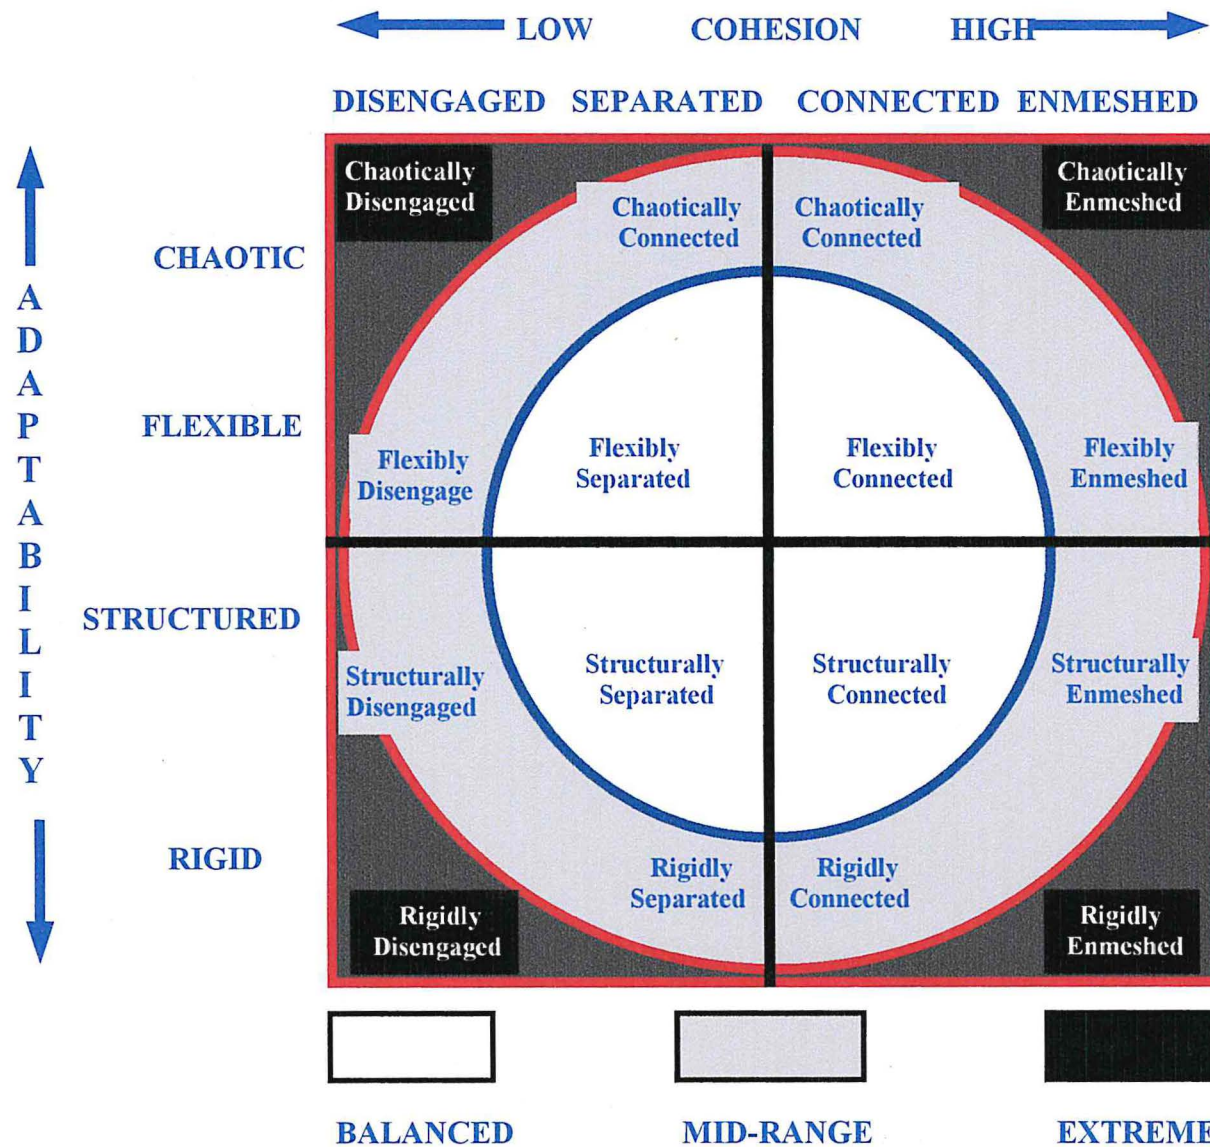 LOW COHESION HIGH
DISENGAGED SEPARATED CONNECTED ENMESHED
ADAPTABILITY
CHAOTIC
FLEXIBLE
STRUCTURED
RIGID
Chaotically
Disengaged
Chaotically
Connected
Chaotically
Connected
Chaotically
Enmeshed
Flexibly
Disengage
Flexibly
Separated
Flexibly
Connected
Flexibly
Enmeshed
Structurally
Disengaged
Structurally
Separated
Structurally
Connected
Structurally
Enmeshed
Rigidly
Disengaged
Rigidly
Separated
Rigidly
Connected
Rigidly
Enmeshed
BALANCED MID-RANGE EXTREME